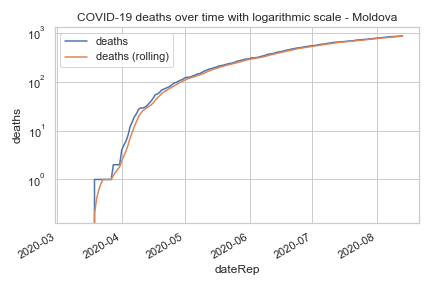 COVID-19 deaths over time with logarithmic scale - Moldova
10³
deaths
deaths (rolling)
10²
10¹
10⁰
deaths
2020-03
2020-04
2020-05
2020-06
2020-07
2020-08
dateRep